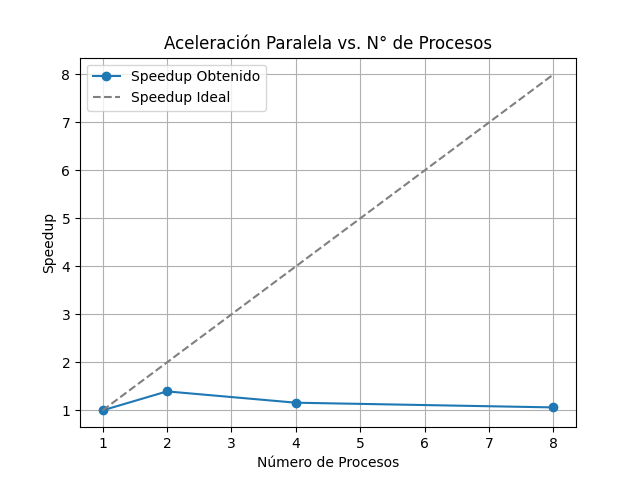 Aceleración Paralela vs. N° de Procesos
Speedup Obtenido
Speedup Ideal
8
7
6
5
4
3
2
1
Speedup
1 2 3 4 5 6 7 8
Número de Procesos